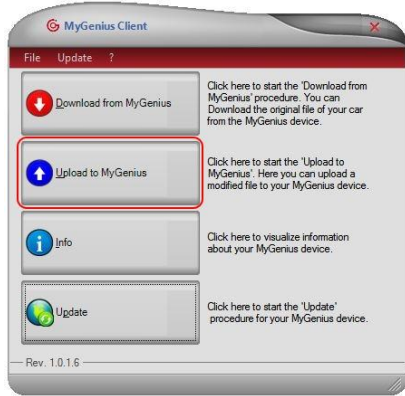 MyGenius Client
File Update ?
Download from MyGenius
Click here to start the 'Download from
MyGenius' procedure. You can
Download the original file of your car
from the MyGenius device.
Upload to MyGenius
Click here to start the 'Upload to
MyGenius'. Here you can upload a
modified file to your MyGenius device.
Info
Click here to visualize information
about your MyGenius device.
Update
Click here to start the 'Update'
procedure for your MyGenius device.
Rev. 1.0.1.6